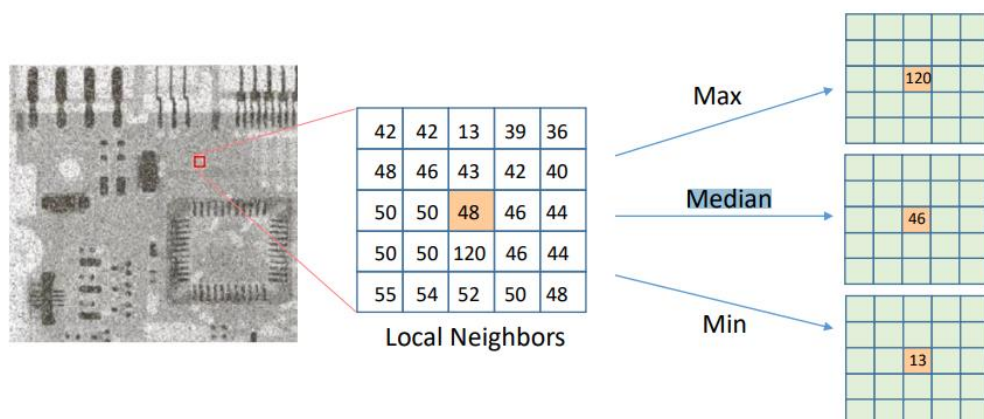 42 42 13 39 36
48 46 43 42 40
50 50 48 46 44
50 50 120 46 44
55 54 52 50 48
Local Neighbors
Max
Median
Min
120
46
13